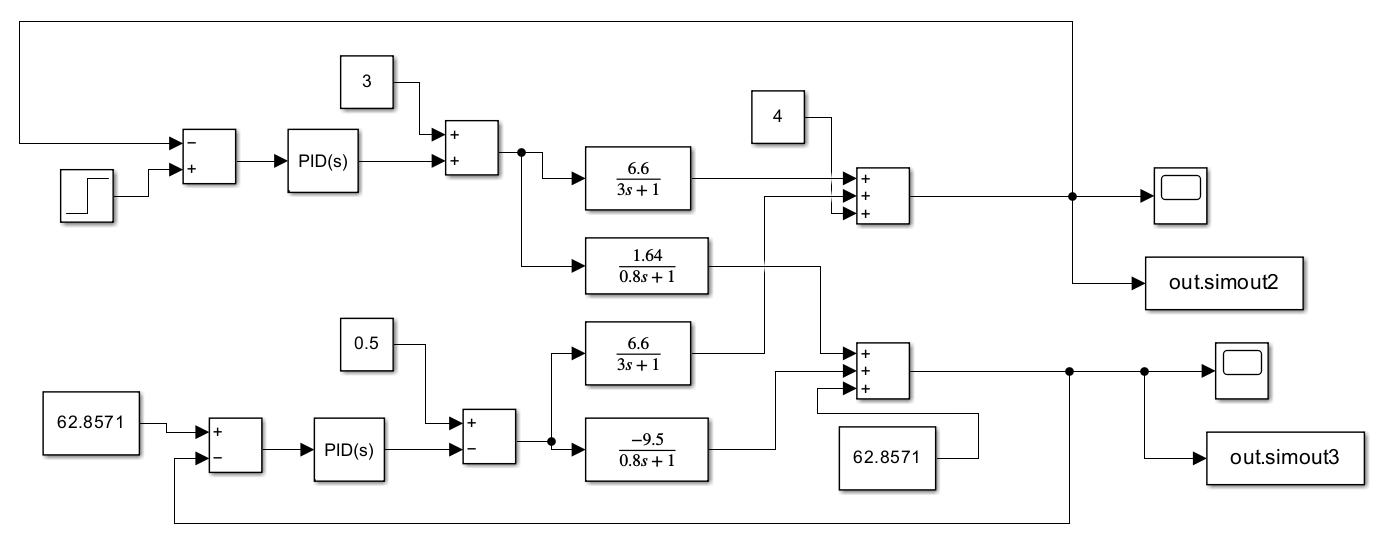 3
4
−
+
PID(s)
+
+
6.6
3s + 1
+
+
+
1.64
0.8s + 1
out.simout2
0.5
6.6
3s + 1
+
+
+
62.8571
+
−
PID(s)
+
−
−9.5
0.8s + 1
62.8571
out.simout3